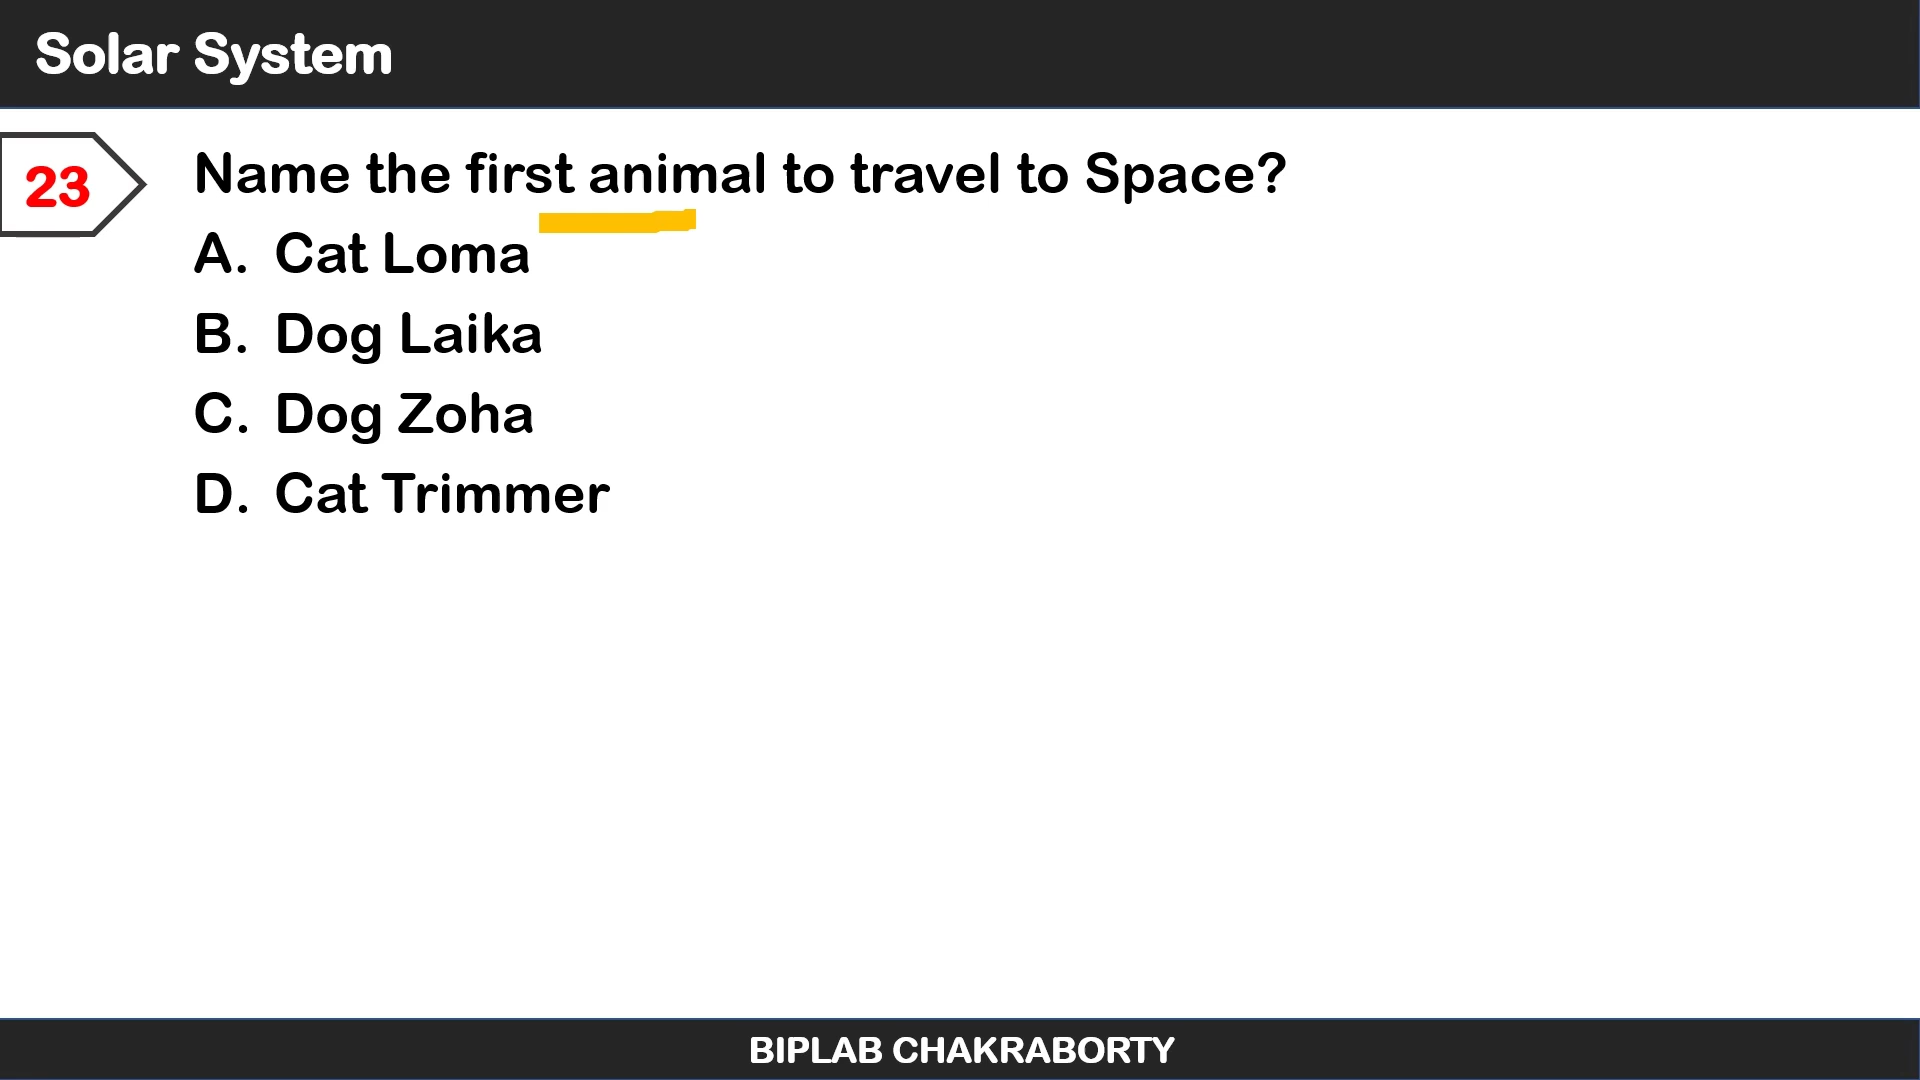 Solar System
23
Name the first animal to travel to Space?
A. Cat Loma
B. Dog Laika
C. Dog Zoha
D. Cat Trimmer
BIPLAB CHAKRABORTY